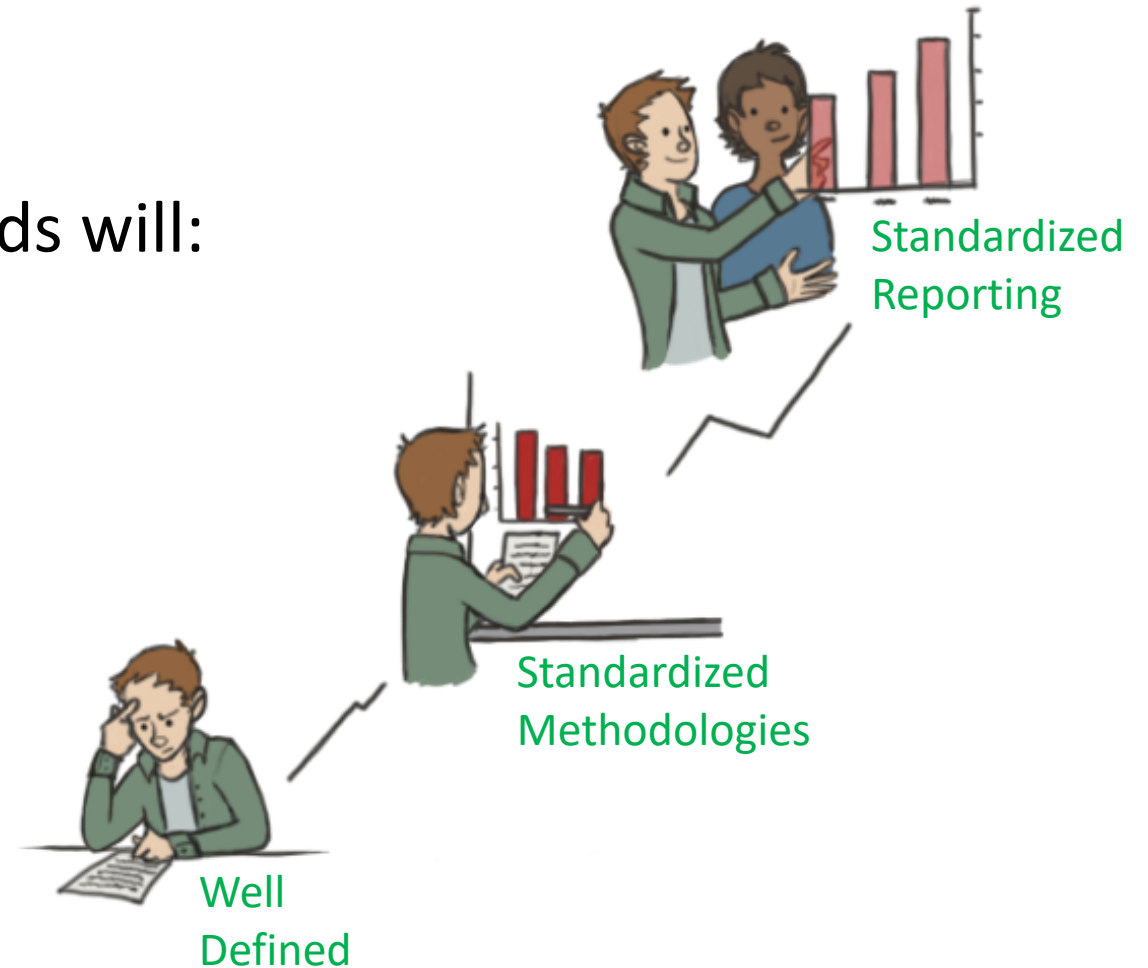 ds will:
Standardized
Reporting
Standardized
Methodologies
Well
Defined